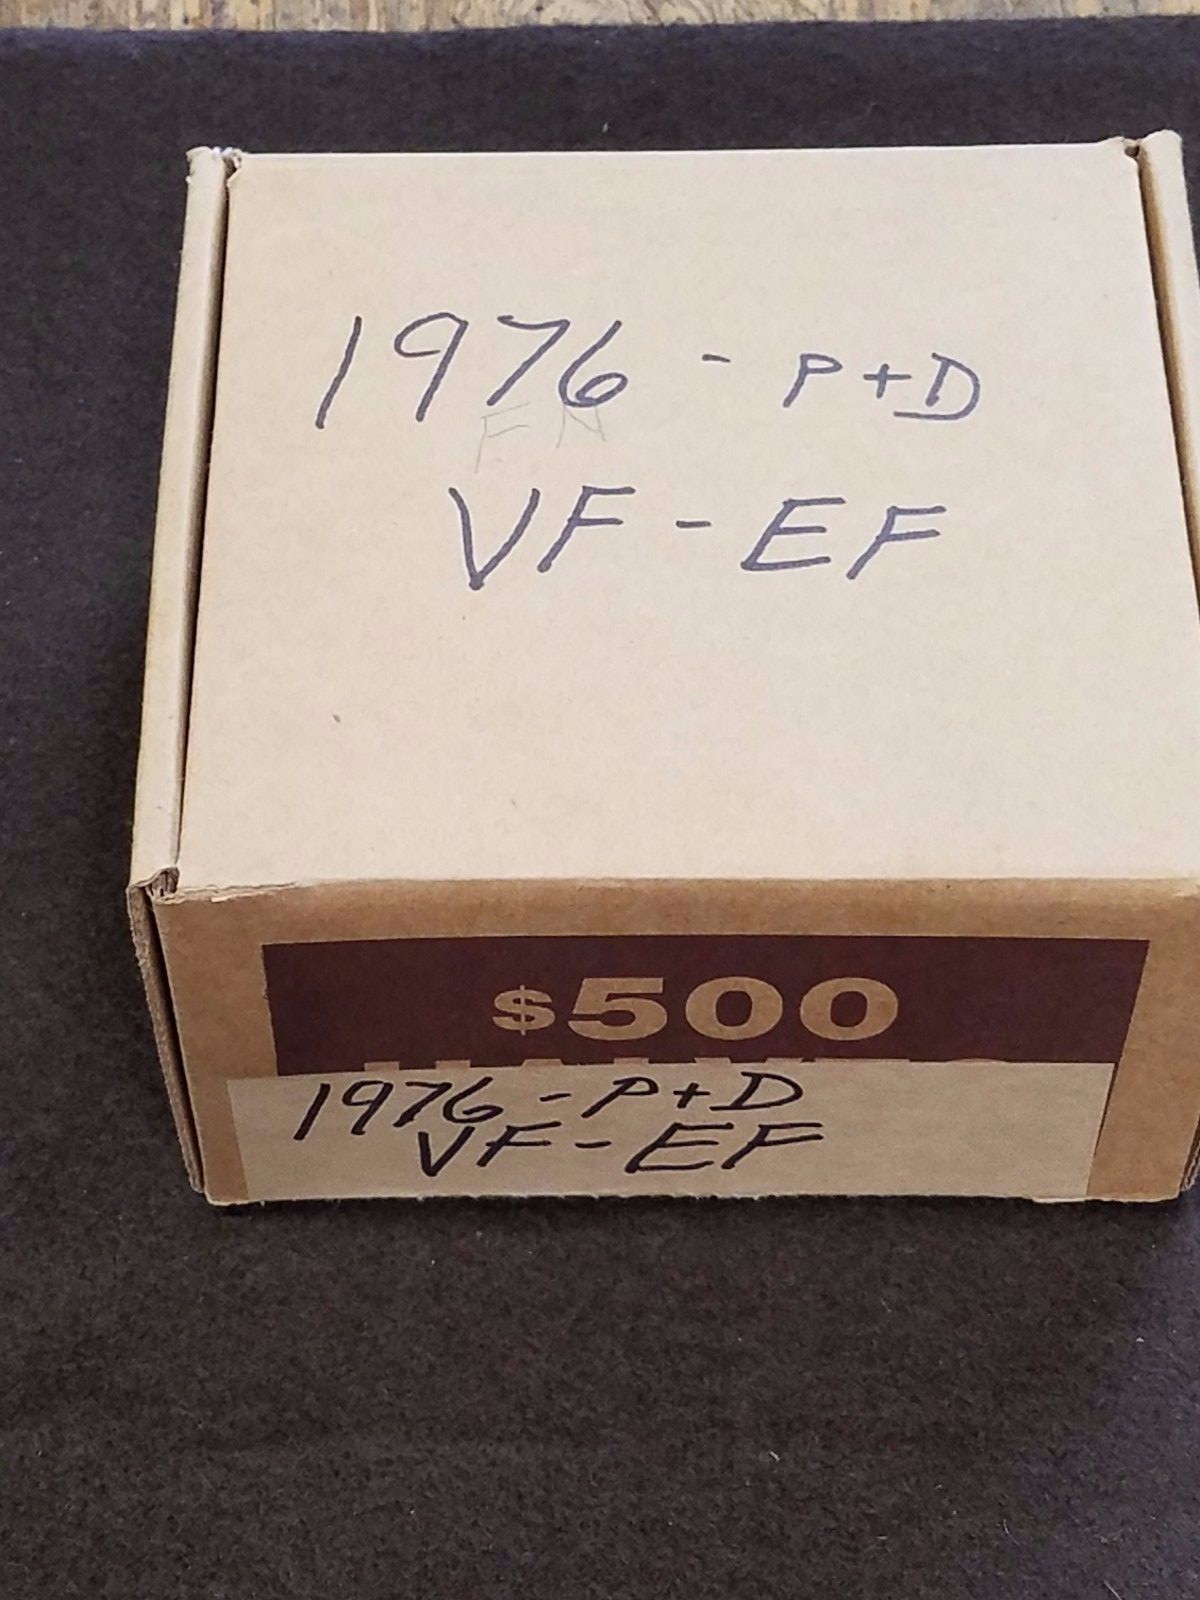 1976 - P+D
FN
VF - EF
$500
1976 - P+D
VF - EF